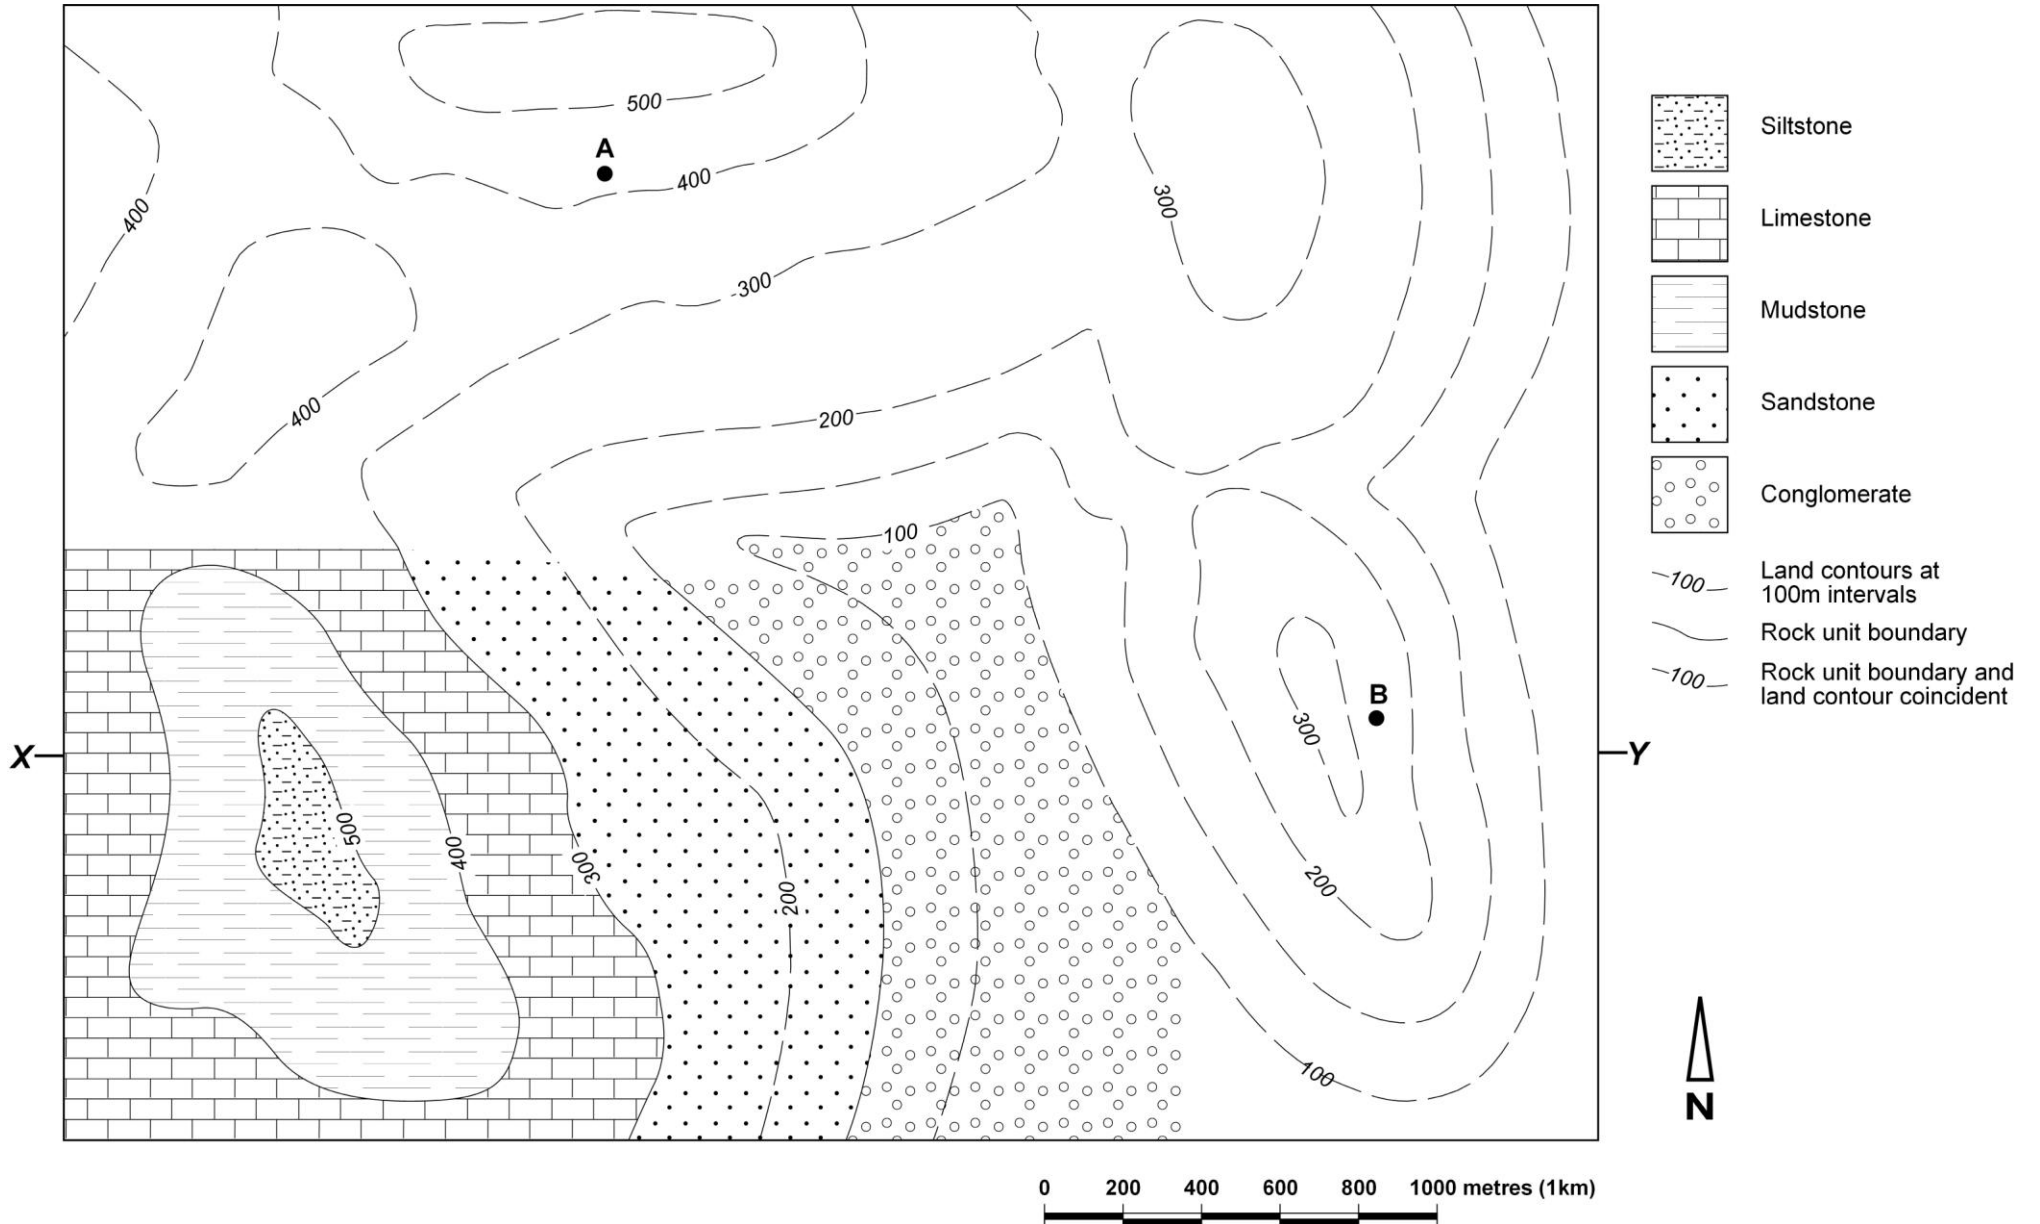 500
A
400
400
300
300
400
200
100
B
300
500
400
300
200
200
100
X
Y
Siltstone
Limestone
Mudstone
Sandstone
Conglomerate
100
Land contours at
100m intervals
Rock unit boundary
100
Rock unit boundary and
land contour coincident
N
0 200 400 600 800 1000 metres (1km)